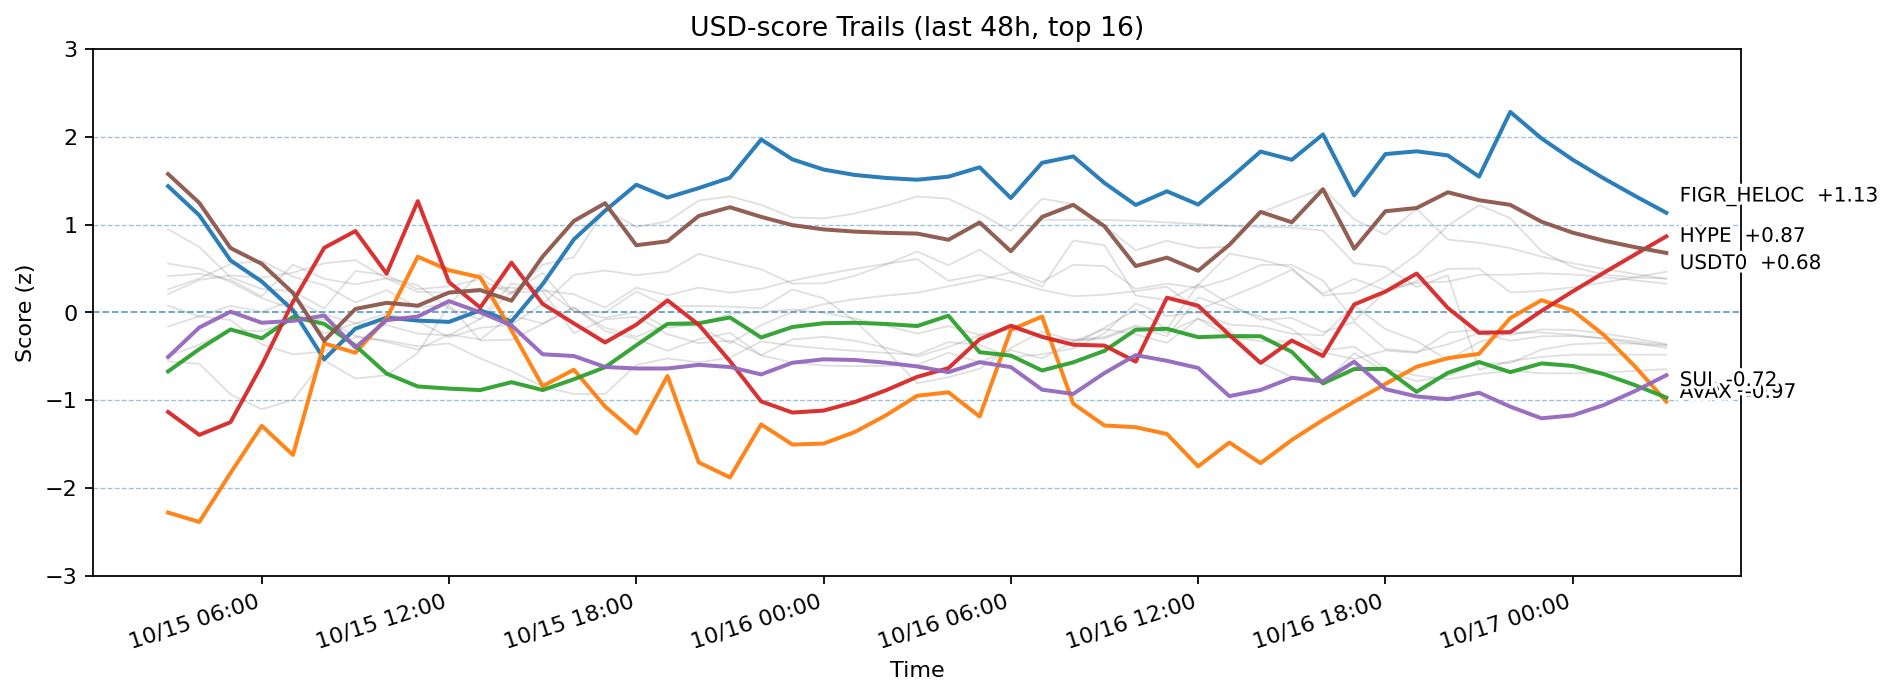 USD-score Trails (last 48h, top 16)
3
2
1
0
−1
−2
−3
Score (z)
FIGR_HELOC +1.13
HYPE +0.87
USDT0 +0.68
SUI -0.72
AVAX -0.97
10/15 06:00
10/15 12:00
10/15 18:00
10/16 00:00
10/16 06:00
10/16 12:00
10/16 18:00
10/17 00:00
Time